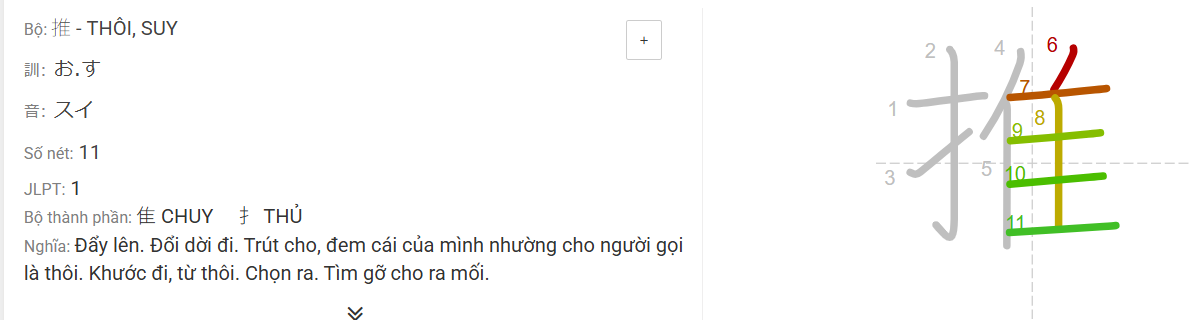 Bộ: 推 - THÔI, SUY
+
訓: お.す
音: スイ
Số nét: 11
JLPT: 1
Bộ thành phần: 隹 CHUY 扌 THỦ
Nghĩa: Đẩy lên. Đổi dời đi. Trút cho, đem cái của mình nhường cho người gọi
là thôi. Khước đi, từ thôi. Chọn ra. Tìm gỡ cho ra mối.
推
1
2
3
4
5
6
7
8
9
10
11